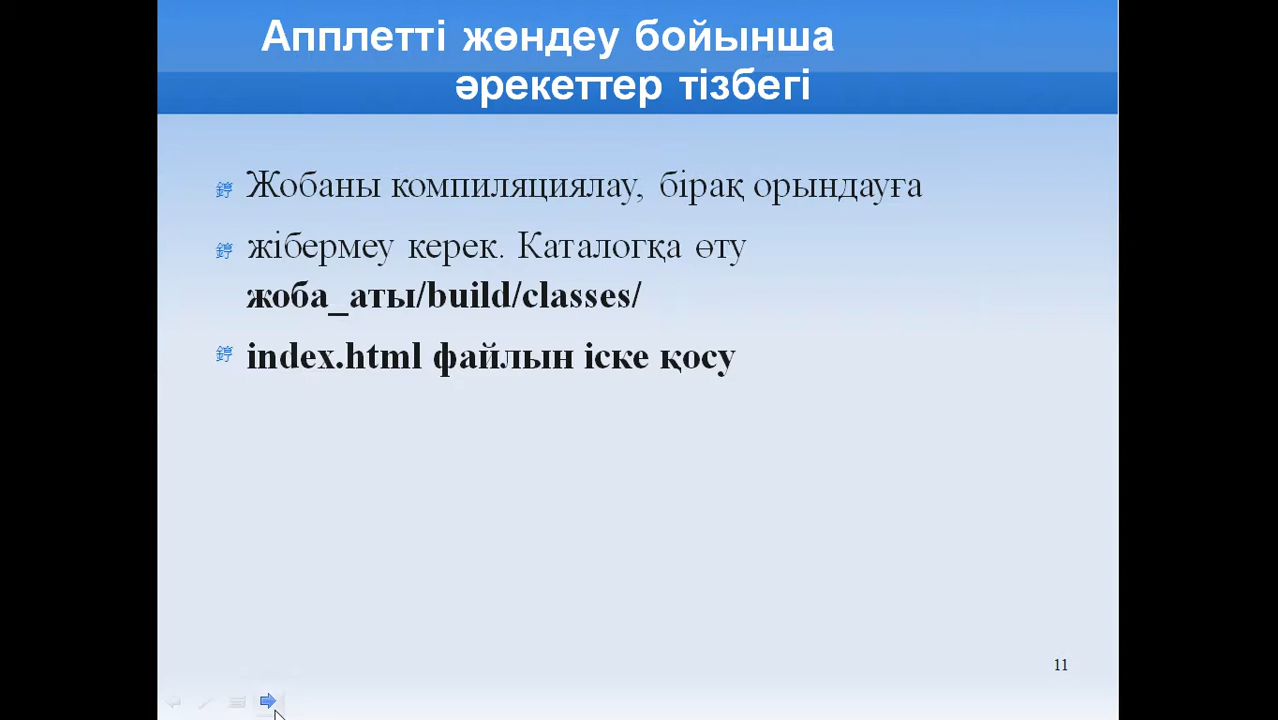 Апплетті жөндеу бойынша
әрекеттер тізбегі
Жобаны компиляциялау, бірақ орындауға
жібермеу керек. Каталогқа өту
жоба_аты/build/classes/
index.html файлын іске қосу
11